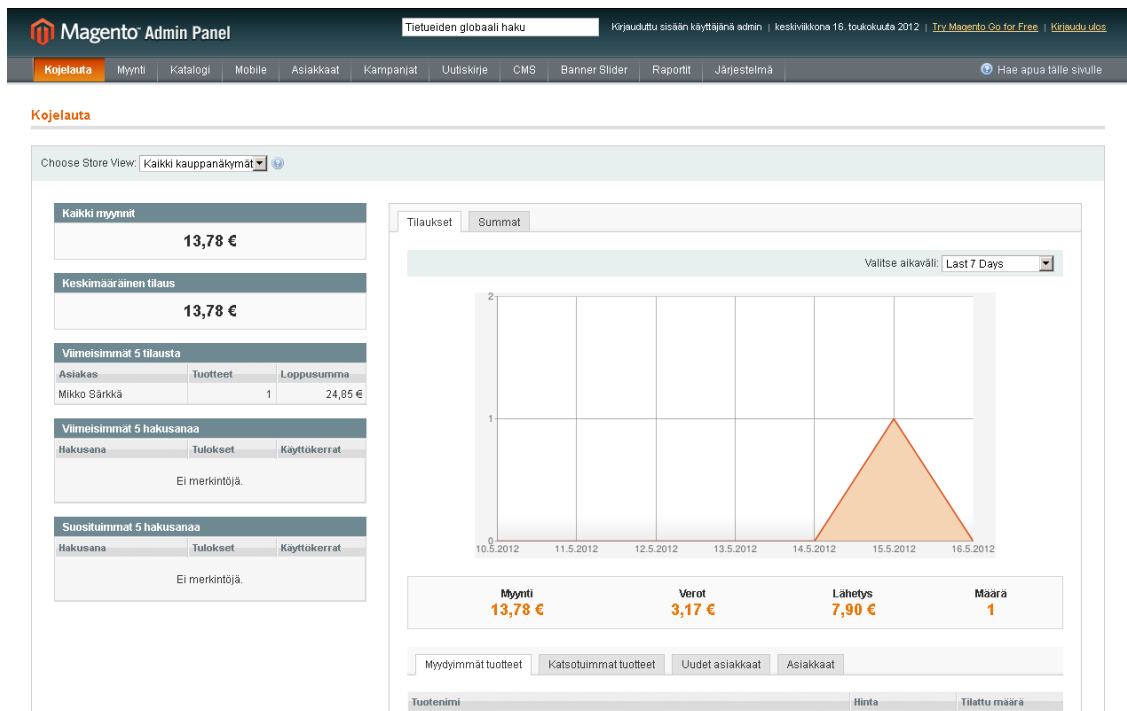 Magento Admin Panel
Tietueiden globaali haku
Kirjauduttu sisään käyttäjänä admin | keskiviikkona 16. toukokuuta 2012 | Try Magento Go for Free | Kirjaudu ulos
Kojelauta Myynti Katalogi Mobile Asiakkaat Kampanjat Uutiskirje CMS Banner Slider Raportit Järjestelmä Hae apua tälle sivulle
Kojelauta
Choose Store View: Kaikki kauppanäkymät
Kaikki myynnit
13,78 €
Keskimääräinen tilaus
13,78 €
Viimeisimmät 5 tilausta
Asiakas Tuotteet Loppusumma
Mikko Särkkä 1 24,85 €
Viimeisimmät 5 hakusanaa
Hakusana Tulokset Käyttökerrat
Ei merkintöjä.
Suosituimmat 5 hakusanaa
Hakusana Tulokset Käyttökerrat
Ei merkintöjä.
Tilaukset Summat
Valitse aikaväli: Last 7 Days
2
1
0
10.5.2012 11.5.2012 12.5.2012 13.5.2012 14.5.2012 15.5.2012 16.5.2012
Myynti Verot Lähetys Määrä
13,78 € 3,17 € 7,90 € 1
Myydyimmät tuotteet Katsotuimmat tuotteet Uudet asiakkaat Asiakkaat
Tuotenimi Hinta Tilattu määrä